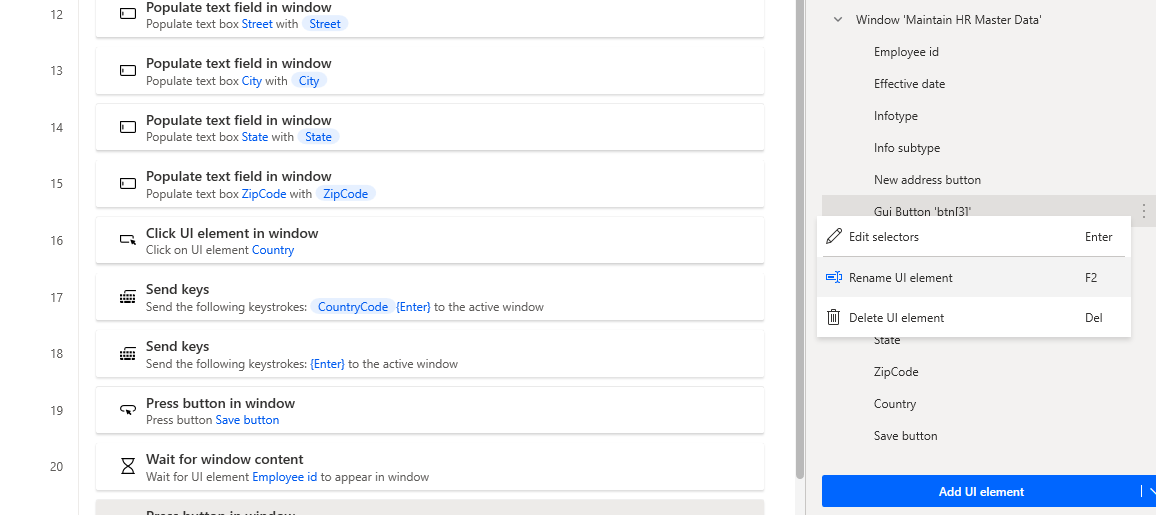 12
Populate text field in window
Populate text box Street with Street
13
Populate text field in window
Populate text box City with City
14
Populate text field in window
Populate text box State with State
15
Populate text field in window
Populate text box ZipCode with ZipCode
16
Click UI element in window
Click on UI element Country
17
Send keys
Send the following keystrokes: CountryCode {Enter} to the active window
18
Send keys
Send the following keystrokes: {Enter} to the active window
19
Press button in window
Press button Save button
20
Wait for window content
Wait for UI element Employee id to appear in window
Press button in window
Window 'Maintain HR Master Data'
Employee id
Effective date
Infotype
Info subtype
New address button
Gui Button 'btn[3]'
Edit selectors Enter
Rename UI element F2
Delete UI element Del
State
ZipCode
Country
Save button
Add UI element